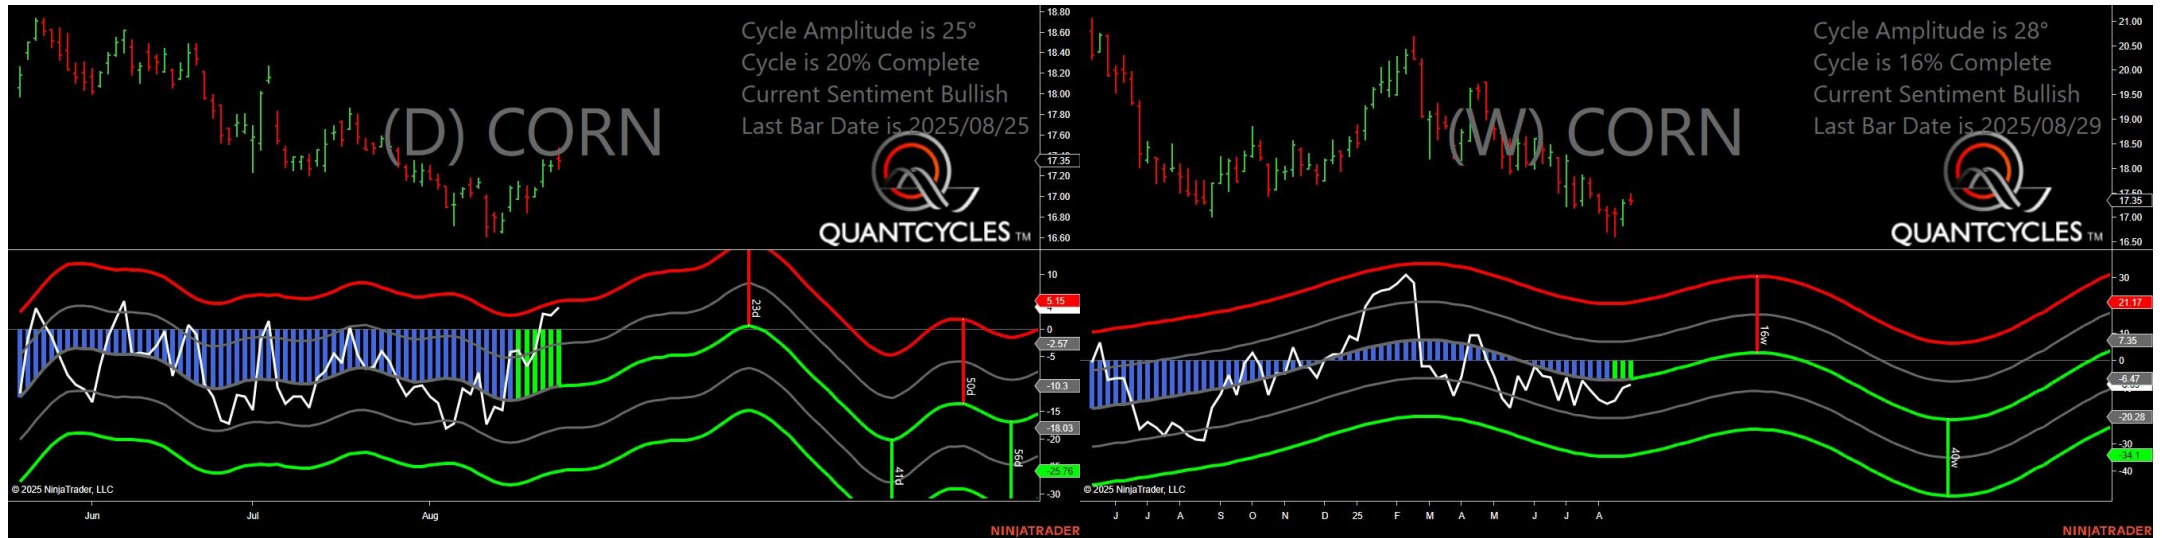 Cycle Amplitude is 25°
Cycle is 20% Complete
Current Sentiment Bullish
Last Bar Date is 2025/08/25
(D) CORN
QUANTCYCLES TM
18.80
18.60
18.40
18.20
18.00
17.80
17.60
17.35
17.20
17.00
16.80
16.60
23d
41d
50d
56d
10
5.15
0
-2.57
-5
-10.3
-15
-18.03
-20
-25.76
-30
© 2025 NinjaTrader, LLC
Jun
Jul
Aug
NINJATRADER
Cycle Amplitude is 28°
Cycle is 16% Complete
Current Sentiment Bullish
Last Bar Date is 2025/08/29
(W) CORN
QUANTCYCLES TM
21.00
20.50
20.00
19.50
19.00
18.50
18.00
17.50
17.35
17.00
16.50
16w
40w
30
21.17
10
7.35
0
-6.47
-20.28
-30
-34.1
-40
© 2025 NinjaTrader, LLC
J
J
A
S
O
N
D
25
F
M
A
M
J
J
A
NINJATRADER